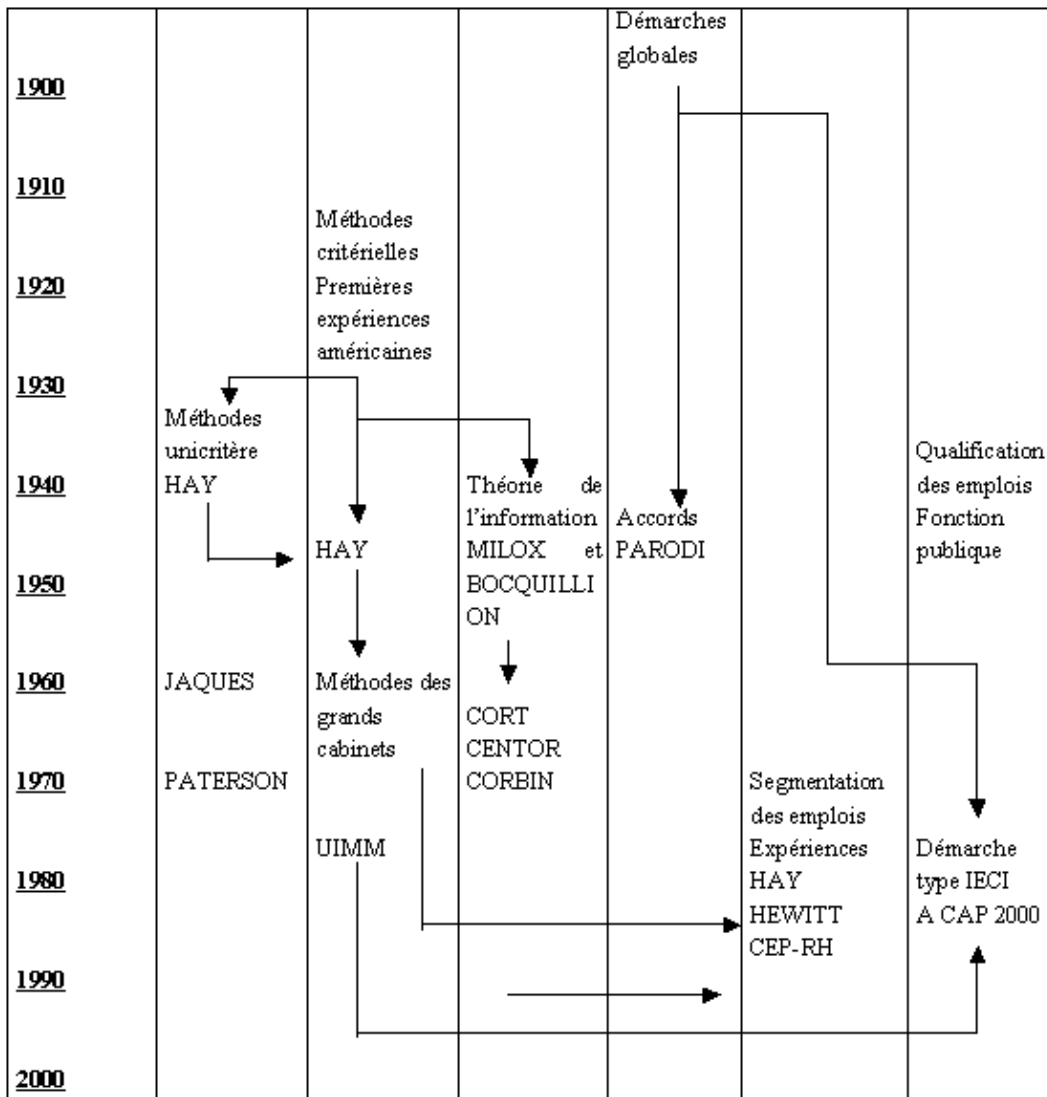 Démarches
globales
1900
1910
1920
1930
1940
1950
1960
1970
1980
1990
2000
Méthodes
unicritère
HAY
JAQUES
PATERSON
Méthodes
critérielles
Premières
expériences
américaines
HAY
Méthodes des
grands
cabinets
UIMM
Théorie de
l'information
MILOX et
BOCQUILLI
ON
CORT
CENTOR
CORBIN
Accords
PARODI
Segmentation
des emplois
Expériences
HAY
HEWITT
CEP-RH
Qualification
des emplois
Fonction
publique
Démarche
type IECI
A CAP 2000